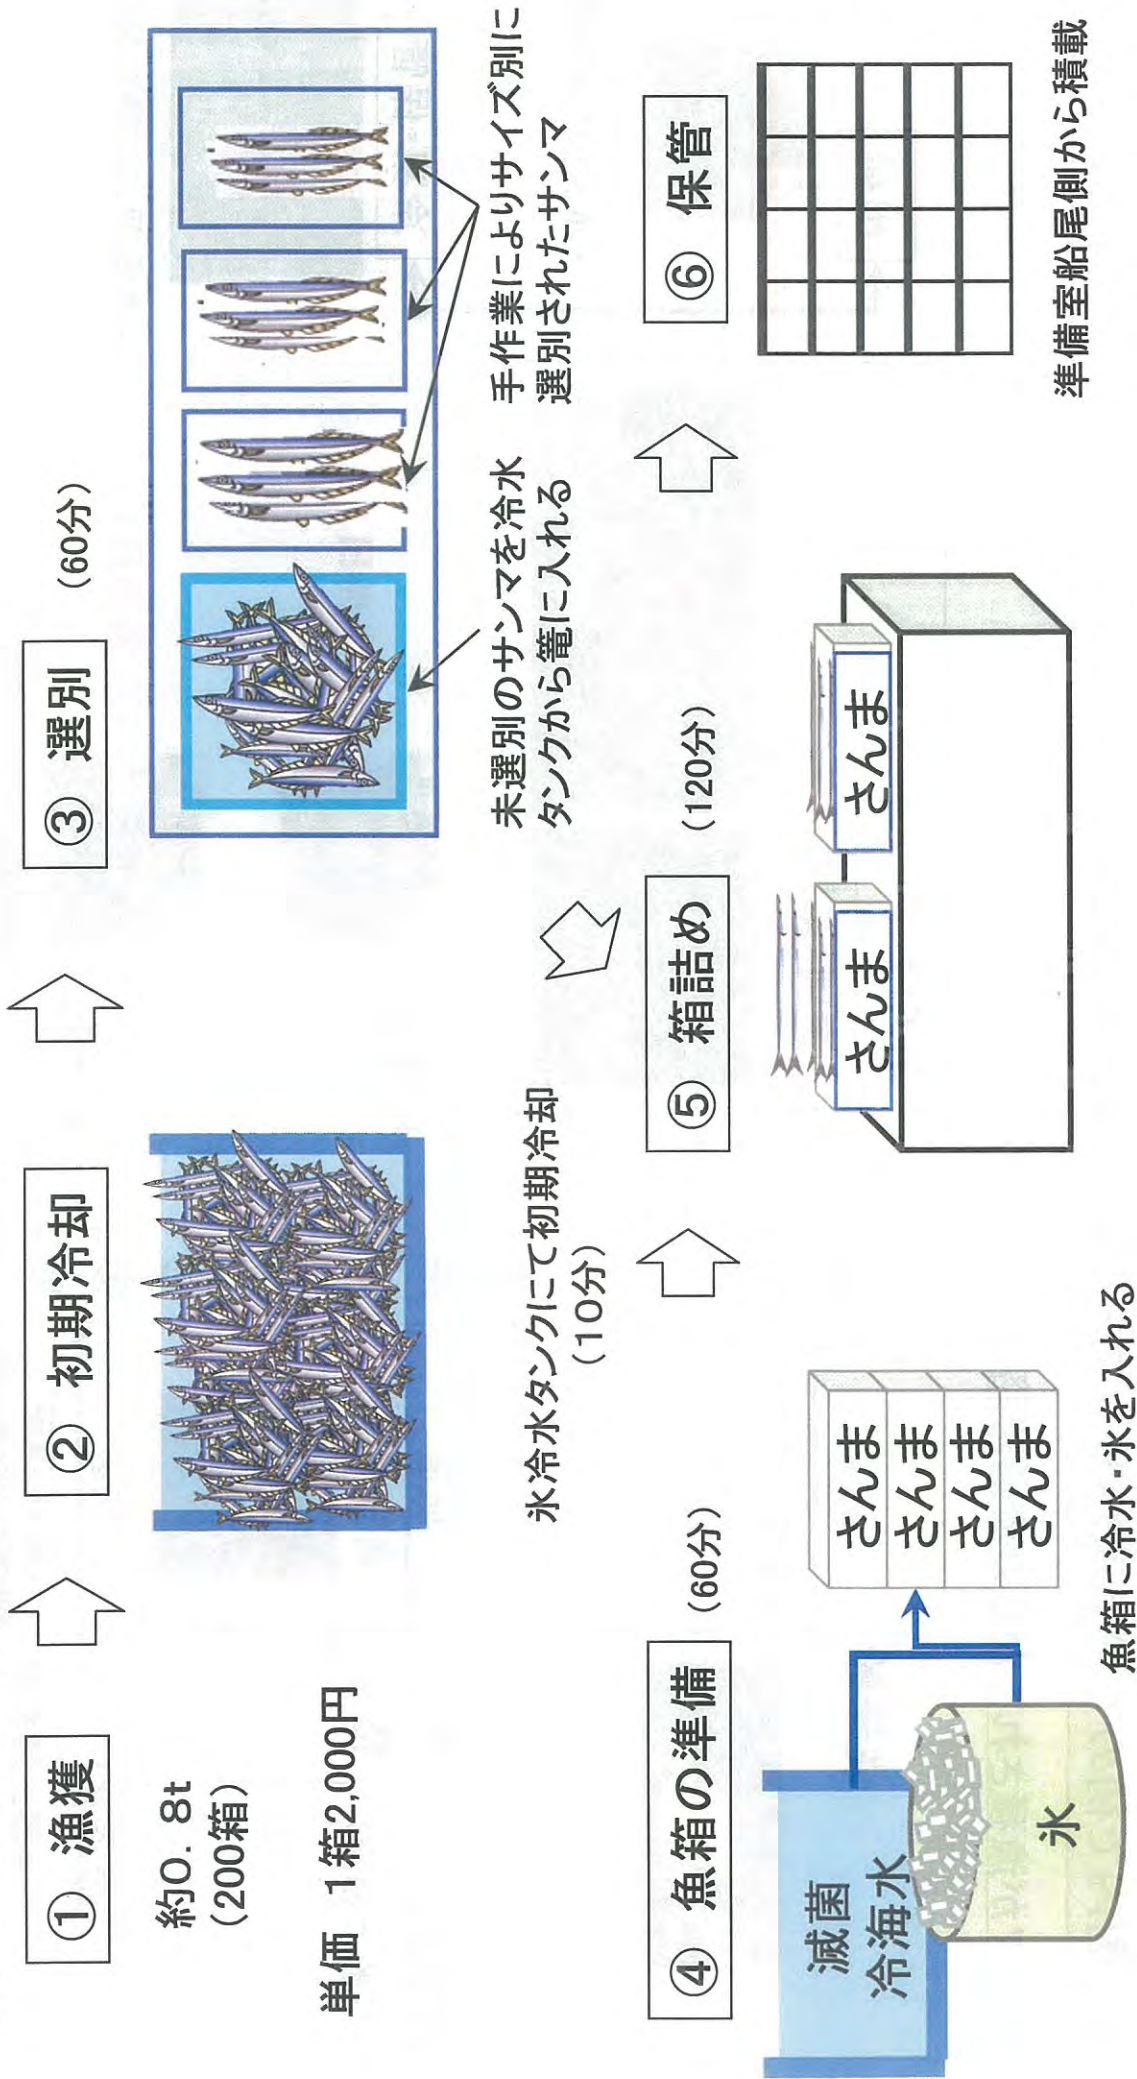 ① 漁獲
約0.8t
(200箱)
単価 1箱2,000円
② 初期冷却
氷冷水タンクにて初期冷却
(10分)
③ 選別
(60分)
未選別のサンマを冷水
タンクから篭に入れる
手作業によりサイズ別に
選別されたサンマ
④ 魚箱の準備
(60分)
滅菌
冷海水
氷
さんま
さんま
さんま
さんま
魚箱に冷水・氷を入れる
⑤ 箱詰め
(120分)
さんま
さんま
⑥ 保管
準備室船尾側から積載